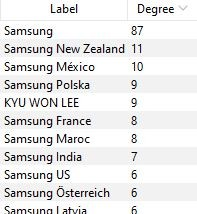 Label Degree
Samsung 87
Samsung New Zealand 11
Samsung México 10
Samsung Polska 9
KYU WON LEE 9
Samsung France 8
Samsung Maroc 8
Samsung India 7
Samsung US 6
Samsung Österreich 6
Samsung Latvia 6